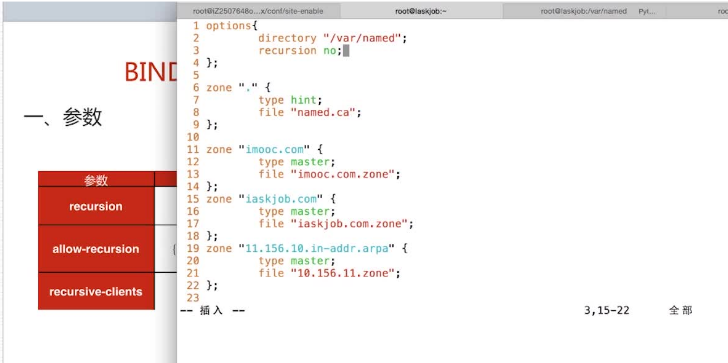 root@iZ2507648o...x/conf/site-enable
root@iaskjob:~
root@iaskjob:/var/named
Pyt...
roo
BIND
一、参数
参数
recursion
allow-recursion
{
recursive-clients
1 options{
2 directory "/var/named";
3 recursion no;
4 };
5
6 zone "." {
7 type hint;
8 file "named.ca";
9 };
10
11 zone "imooc.com" {
12 type master;
13 file "imooc.com.zone";
14 };
15 zone "iaskjob.com" {
16 type master;
17 file "iaskjob.com.zone";
18 };
19 zone "11.156.10.in-addr.arpa" {
20 type master;
21 file "10.156.11.zone";
22 };
23
-- 插入 -- 3,15-22 全部